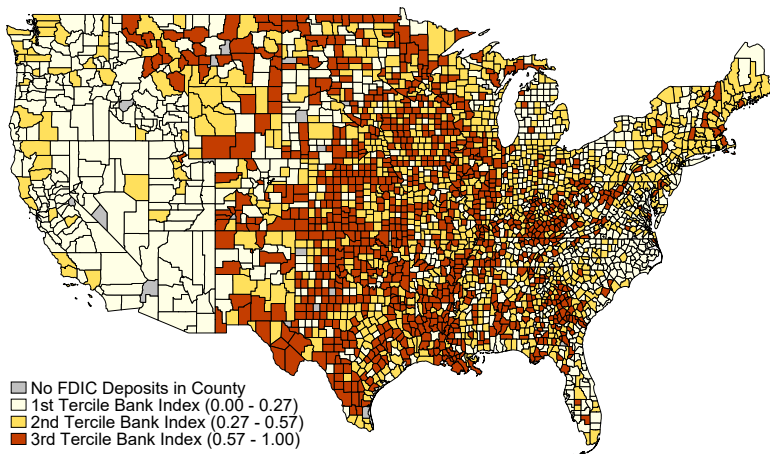 No FDIC Deposits in County
1st Tercile Bank Index (0.00 - 0.27)
2nd Tercile Bank Index (0.27 - 0.57)
3rd Tercile Bank Index (0.57 - 1.00)